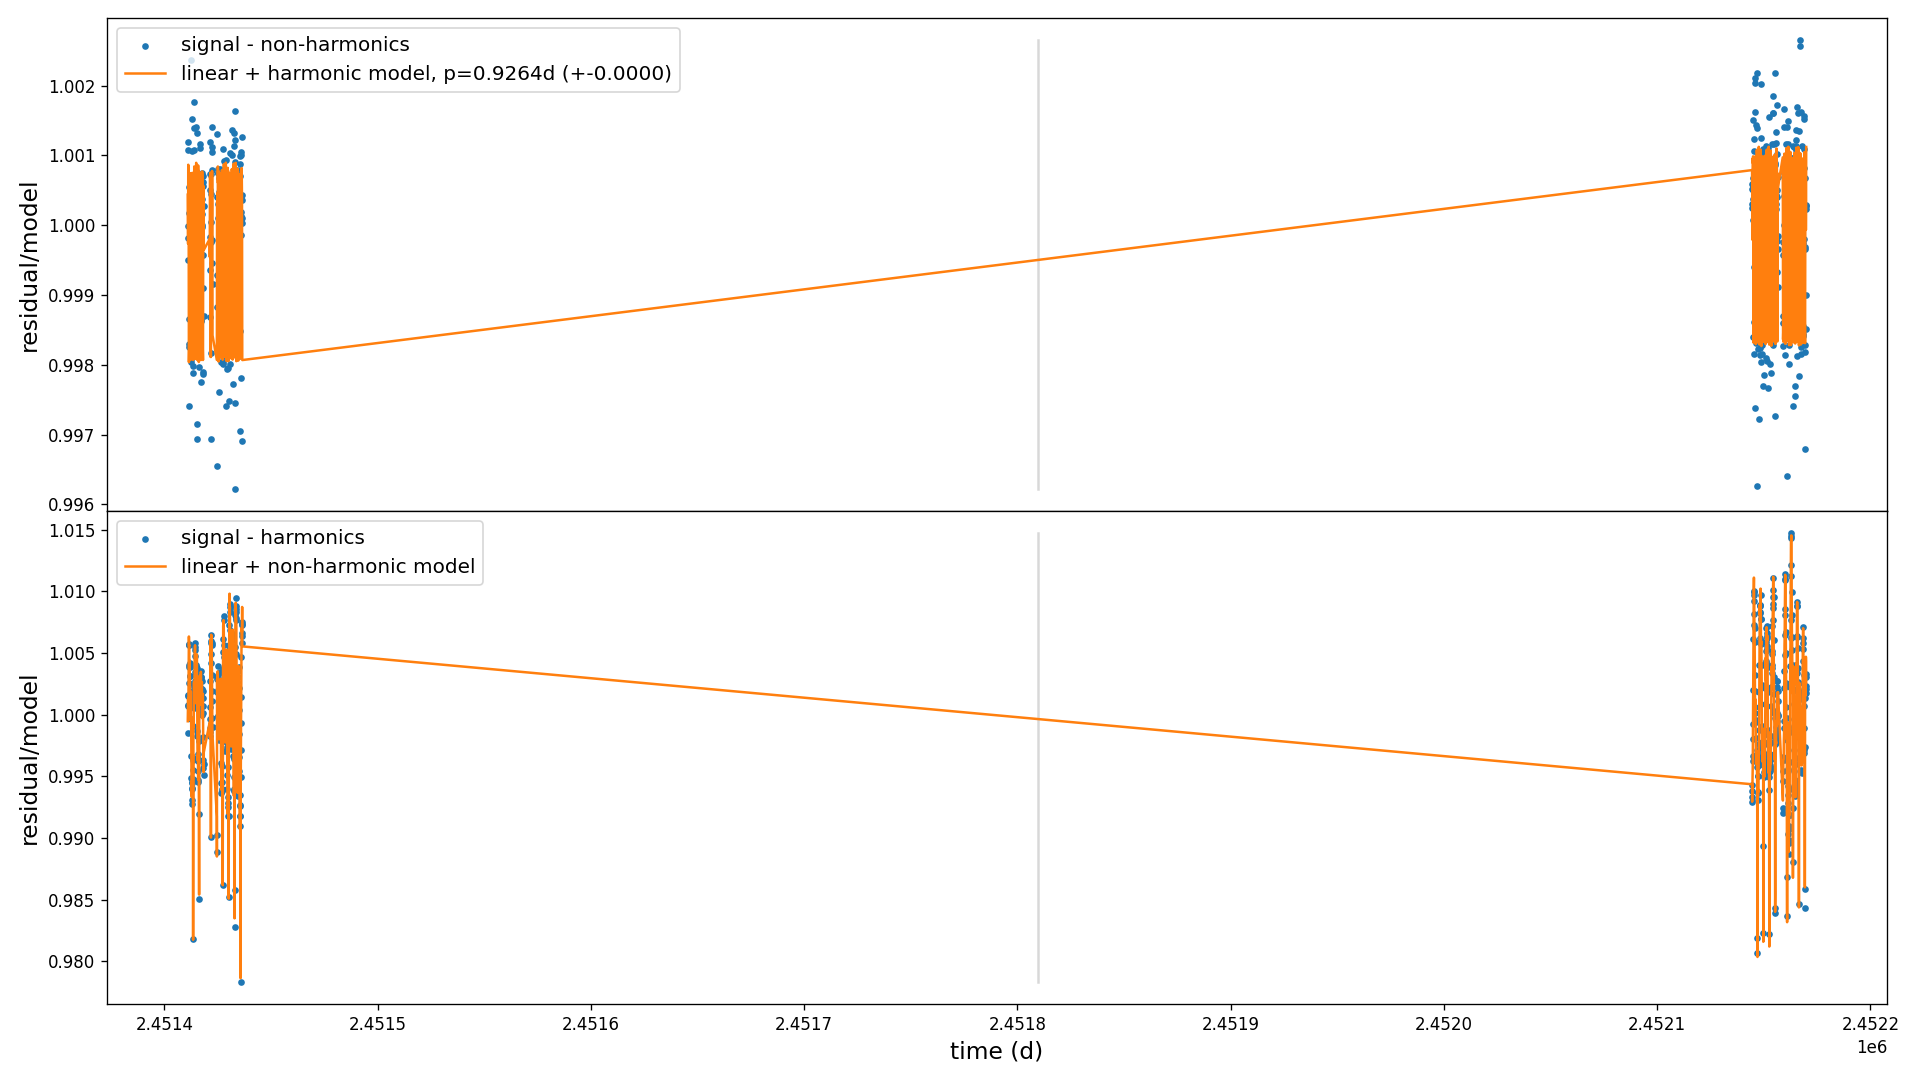 signal - non-harmonics
linear + harmonic model, p=0.9264d (+-0.0000)
1.002
1.001
1.000
0.999
0.998
0.997
0.996
residual/model
signal - harmonics
linear + non-harmonic model
1.015
1.010
1.005
1.000
0.995
0.990
0.985
0.980
residual/model
2.4514 2.4515 2.4516 2.4517 2.4518 2.4519 2.4520 2.4521 2.4522
1e6
time (d)